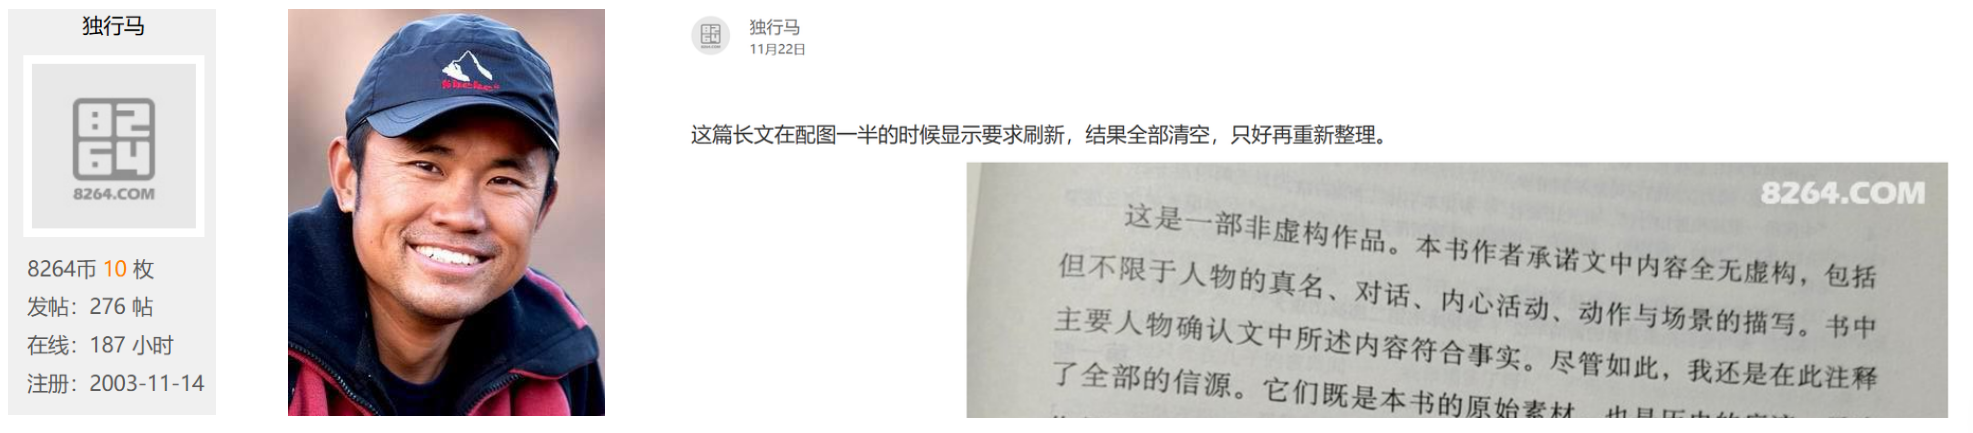 独行马
8264.COM
8264币 10 枚
发帖：276 帖
在线：187 小时
注册：2003-11-14
独行马
11月22日
这篇长文在配图一半的时候显示要求刷新，结果全部清空，只好再重新整理。
8264.COM
这是一部非虚构作品。本书作者承诺文中内容全无虚构，包括
但不限于人物的真名、对话、内心活动、动作与场景的描写。书中
主要人物确认文中所述内容符合事实。尽管如此，我还是在此注释
了全部的信源。它们既是本书的原始素材，也是历史的